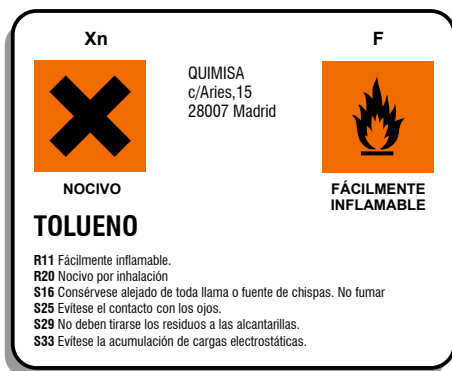 Xn
F
QUIMISA
c/Aries,15
28007 Madrid
NOCIVO
FÁCILMENTE
INFLAMABLE
TOLUENO
R11 Fácilmente inflamable.
R20 Nocivo por inhalación
S16 Consérvese alejado de toda llama o fuente de chispas. No fumar
S25 Evítese el contacto con los ojos.
S29 No deben tirarse los residuos a las alcantarillas.
S33 Evítese la acumulación de cargas electrostáticas.